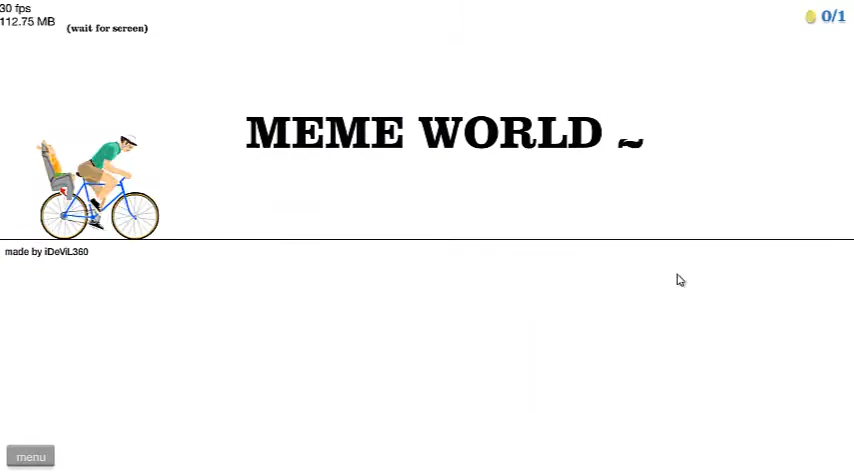 30 fps
112.75 MB
(wait for screen)
0/1
MEME WORLD ~
made by iDeViL360
menu